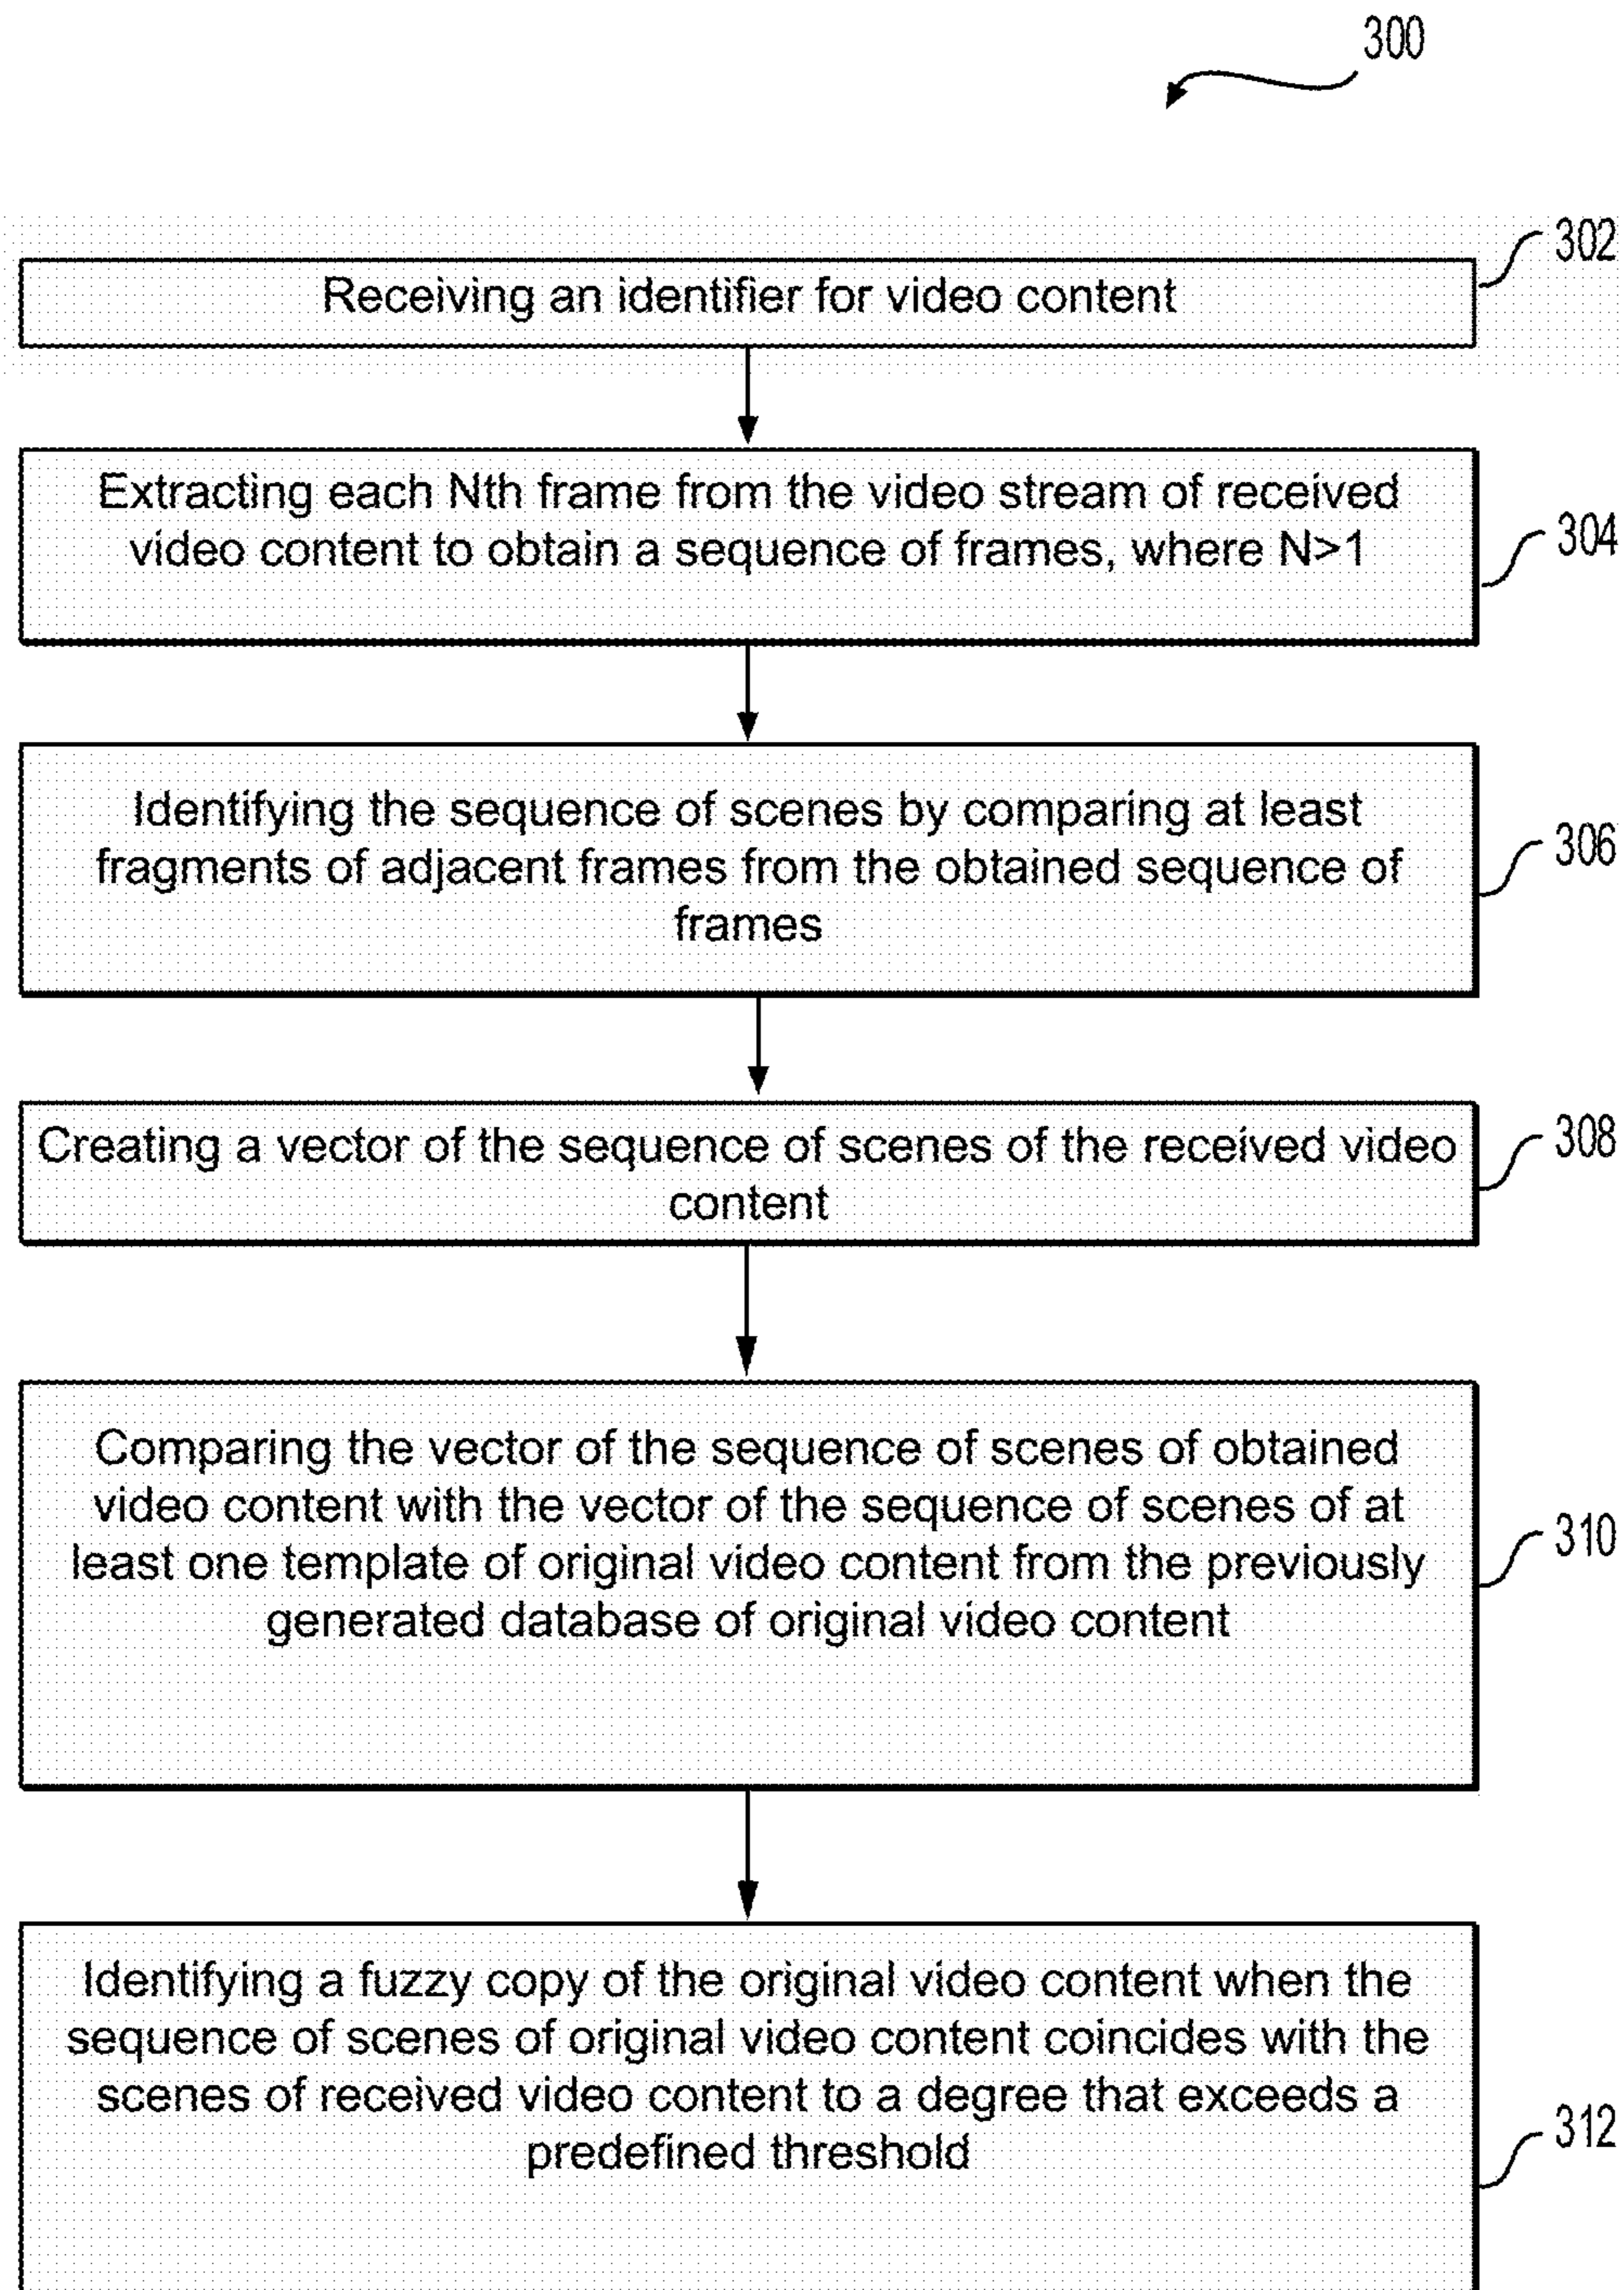 300
302
Receiving an identifier for video content
Extracting each Nth frame from the video stream of received
video content to obtain a sequence of frames, where N>1
304
Identifying the sequence of scenes by comparing at least
fragments of adjacent frames from the obtained sequence of
frames
306
Creating a vector of the sequence of scenes of the received video
content
308
Comparing the vector of the sequence of scenes of obtained
video content with the vector of the sequence of scenes of at
least one template of original video content from the previously
generated database of original video content
310
Identifying a fuzzy copy of the original video content when the
sequence of scenes of original video content coincides with the
scenes of received video content to a degree that exceeds a
predefined threshold
312